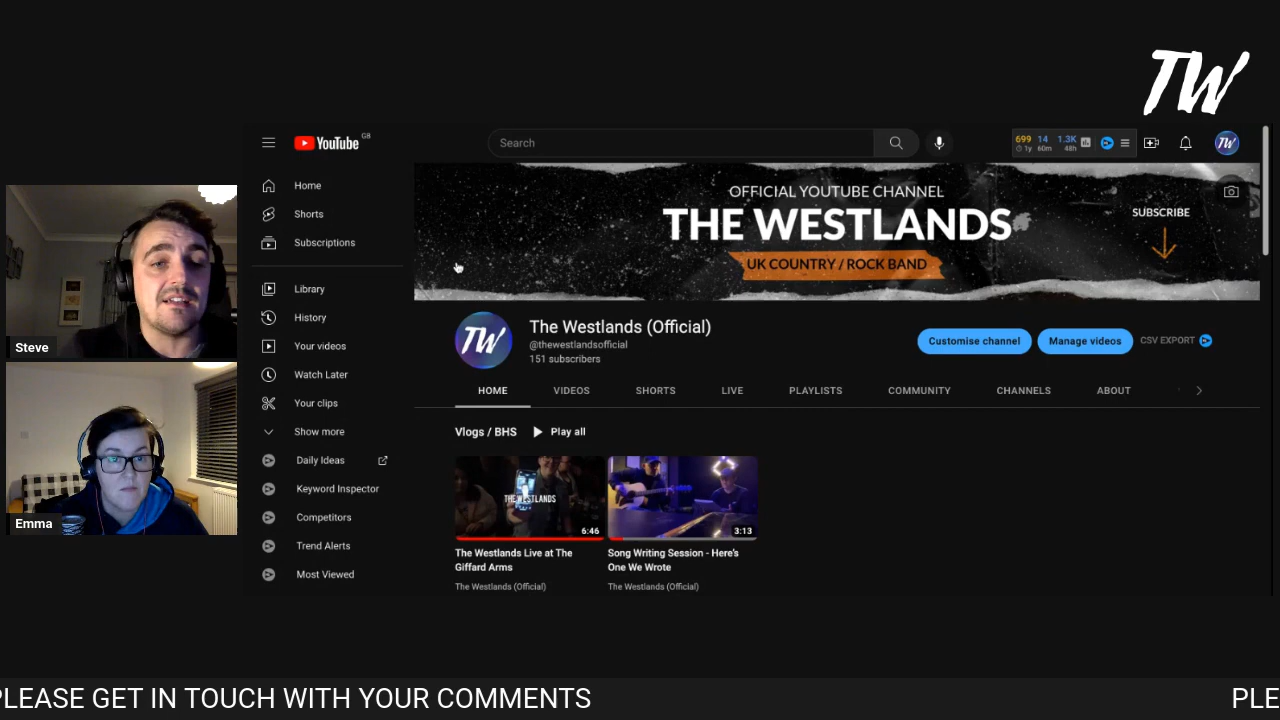 TW
YouTube GB
Search
699 14 1.3K
1y 60m 48h
TW
Home
Shorts
Subscriptions
Library
History
Your videos
Watch Later
Your clips
Show more
Daily Ideas
Keyword Inspector
Competitors
Trend Alerts
Most Viewed
OFFICIAL YOUTUBE CHANNEL
THE WESTLANDS
UK COUNTRY / ROCK BAND
SUBSCRIBE
TW
The Westlands (Official)
@thewestlandsofficial
151 subscribers
Customise channel
Manage videos
CSV EXPORT
HOME VIDEOS SHORTS LIVE PLAYLISTS COMMUNITY CHANNELS ABOUT
Vlogs / BHS Play all
THE WESTLANDS
6:46
3:13
The Westlands Live at The
Giffard Arms
The Westlands (Official)
Song Writing Session - Here's
One We Wrote
The Westlands (Official)
Steve
Emma
PLEASE GET IN TOUCH WITH YOUR COMMENTS
PLE